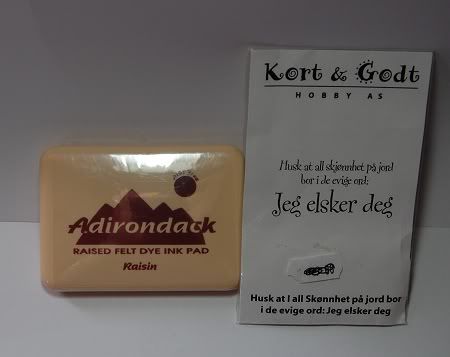 Adirondack
RAISED FELT DYE INK PAD
Raisin
Kort & Godt
HOBBY AS
Husk at all skjønnhet på jord
bor i de evige ord:
Jeg elsker deg
Husk at I all Skønnhet på jord bor
i de evige ord: Jeg elsker deg